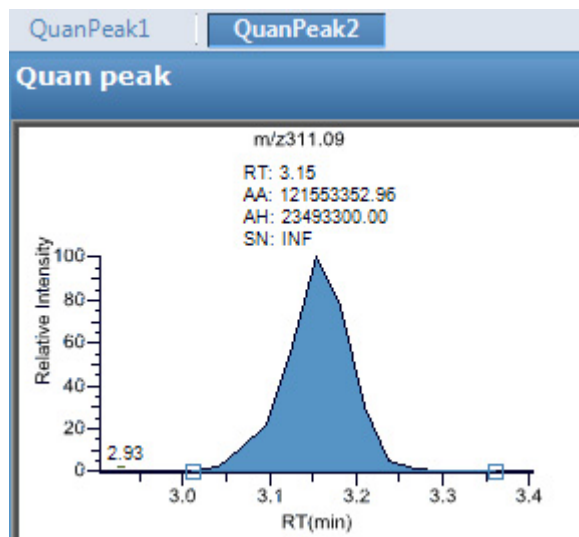 QuanPeak1
QuanPeak2
Quan peak
m/z311.09
RT: 3.15
AA: 121553352.96
AH: 23493300.00
SN: INF
Relative Intensity
100
80
60
40
20
0
2.93
3.0
3.1
3.2
3.3
3.4
RT(min)